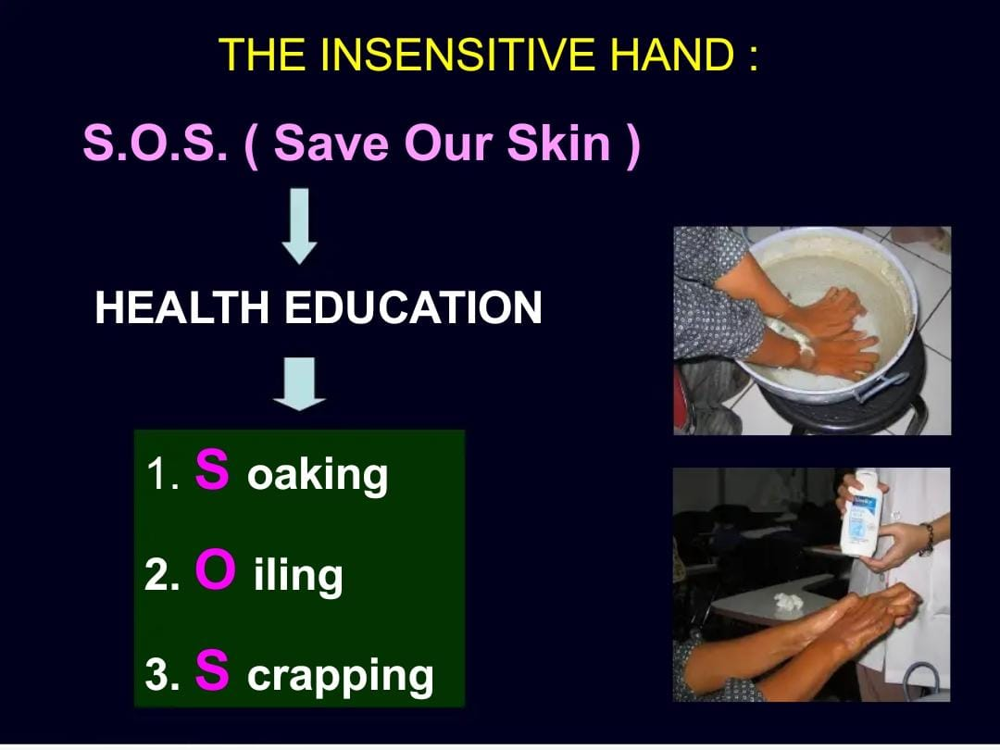 THE INSENSITIVE HAND :
S.O.S. ( Save Our Skin )
HEALTH EDUCATION
1. S oaking
2. O iling
3. S crapping